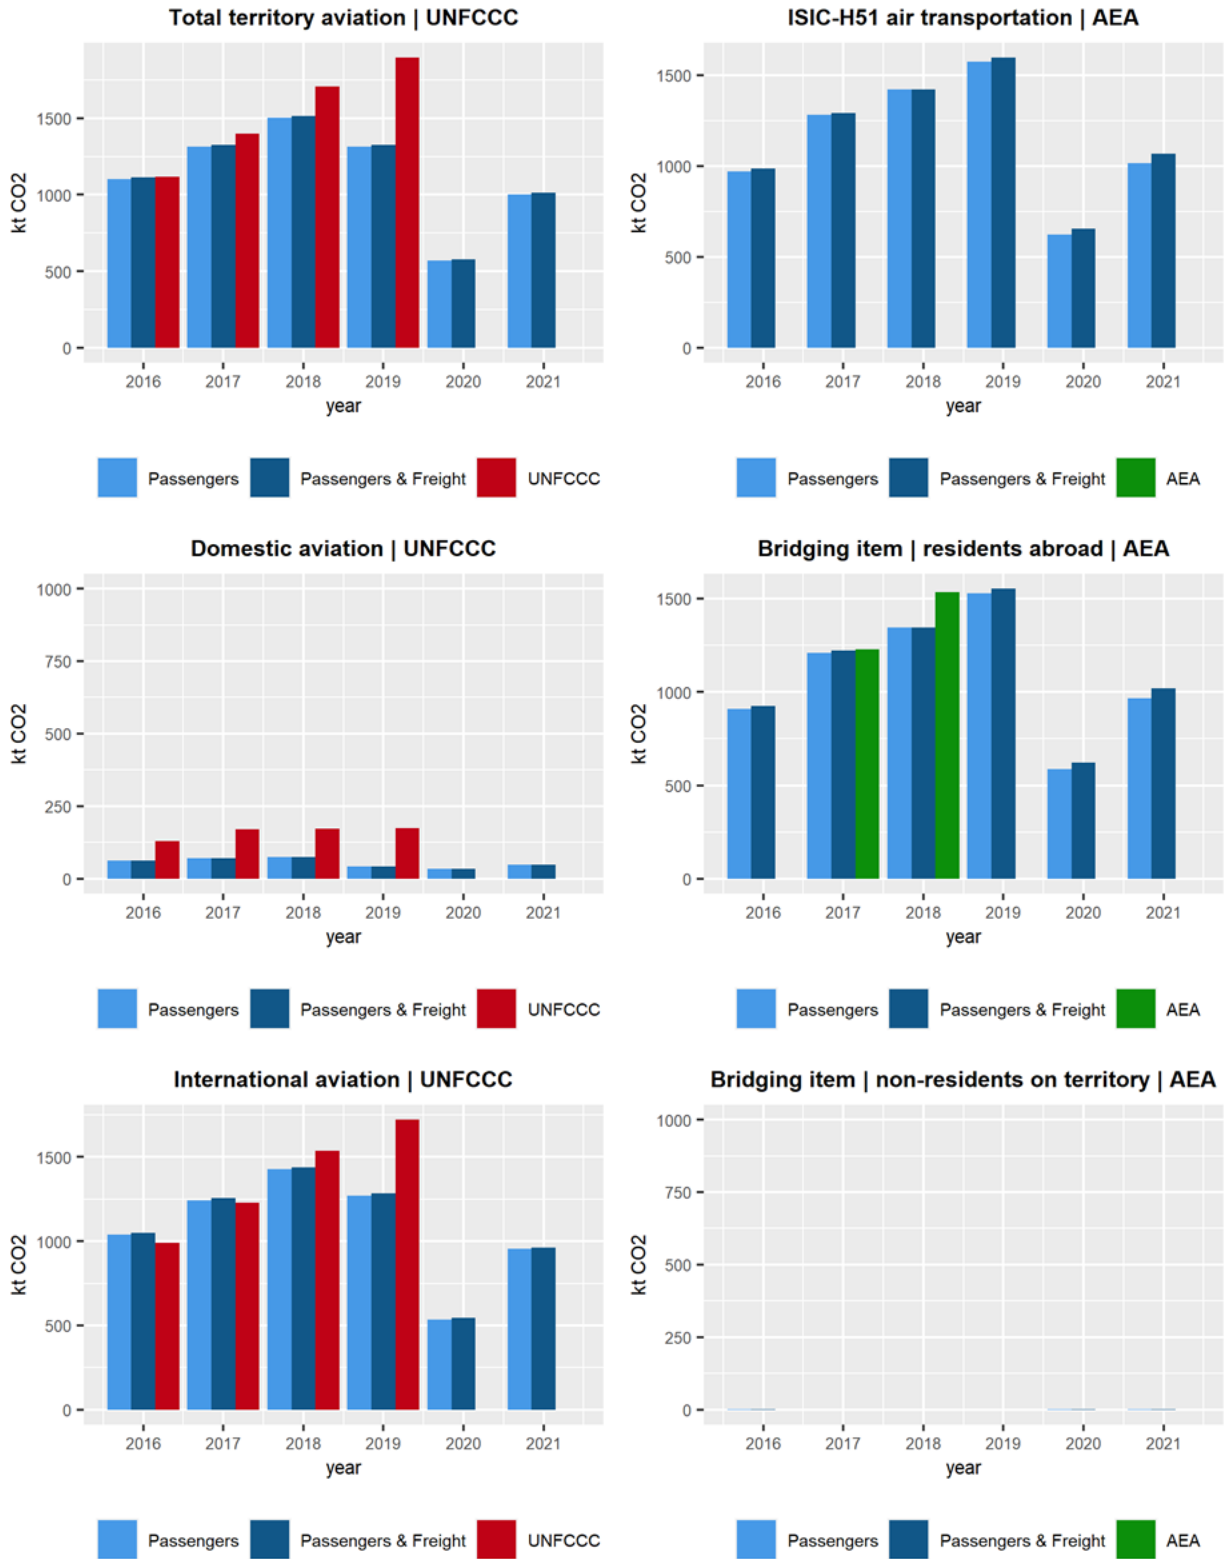 Total territory aviation | UNFCCC
kt CO2
1500
1000
500
0
2016 2017 2018 2019 2020 2021
year
Passengers Passengers & Freight UNFCCC
ISIC-H51 air transportation | AEA
kt CO2
1500
1000
500
0
2016 2017 2018 2019 2020 2021
year
Passengers Passengers & Freight AEA
Domestic aviation | UNFCCC
kt CO2
1000
750
500
250
0
2016 2017 2018 2019 2020 2021
year
Passengers Passengers & Freight UNFCCC
Bridging item | residents abroad | AEA
kt CO2
1500
1000
500
0
2016 2017 2018 2019 2020 2021
year
Passengers Passengers & Freight AEA
International aviation | UNFCCC
kt CO2
1500
1000
500
0
2016 2017 2018 2019 2020 2021
year
Passengers Passengers & Freight UNFCCC
Bridging item | non-residents on territory | AEA
kt CO2
1000
750
500
250
0
2016 2017 2018 2019 2020 2021
year
Passengers Passengers & Freight AEA